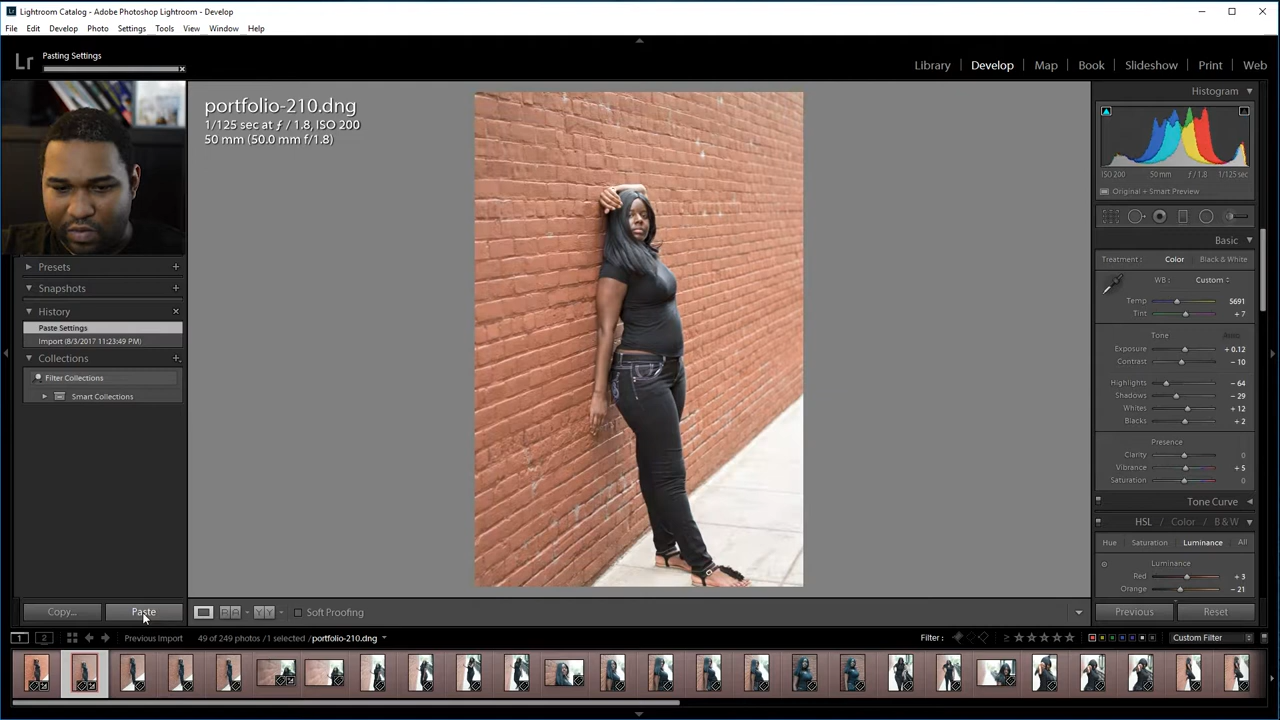 Lightroom Catalog - Adobe Photoshop Lightroom - Develop
File Edit Develop Photo Settings Tools View Window Help
Lr Pasting Settings
Library Develop Map Book Slideshow Print Web
portfolio-210.dng
1/125 sec at ƒ / 1.8, ISO 200
50 mm (50.0 mm f/1.8)
Presets
Snapshots
History
Paste Settings
Import (8/3/2017 11:23:49 PM)
Collections
Filter Collections
Smart Collections
Copy... Paste
Soft Proofing
Histogram
ISO 200 50 mm ƒ / 1.8 1/125 sec
Original + Smart Preview
Basic
Treatment: Color Black & White
WB: Custom
Temp 5691
Tint + 7
Tone Auto
Exposure + 0.12
Contrast − 10
Highlights − 64
Shadows − 29
Whites + 12
Blacks + 2
Presence
Clarity 0
Vibrance + 5
Saturation 0
Tone Curve
HSL / Color / B & W
Hue Saturation Luminance All
Luminance
Red + 3
Orange − 21
Previous Reset
1 2 Previous Import 49 of 249 photos /1 selected /portfolio-210.dng Filter: Custom Filter